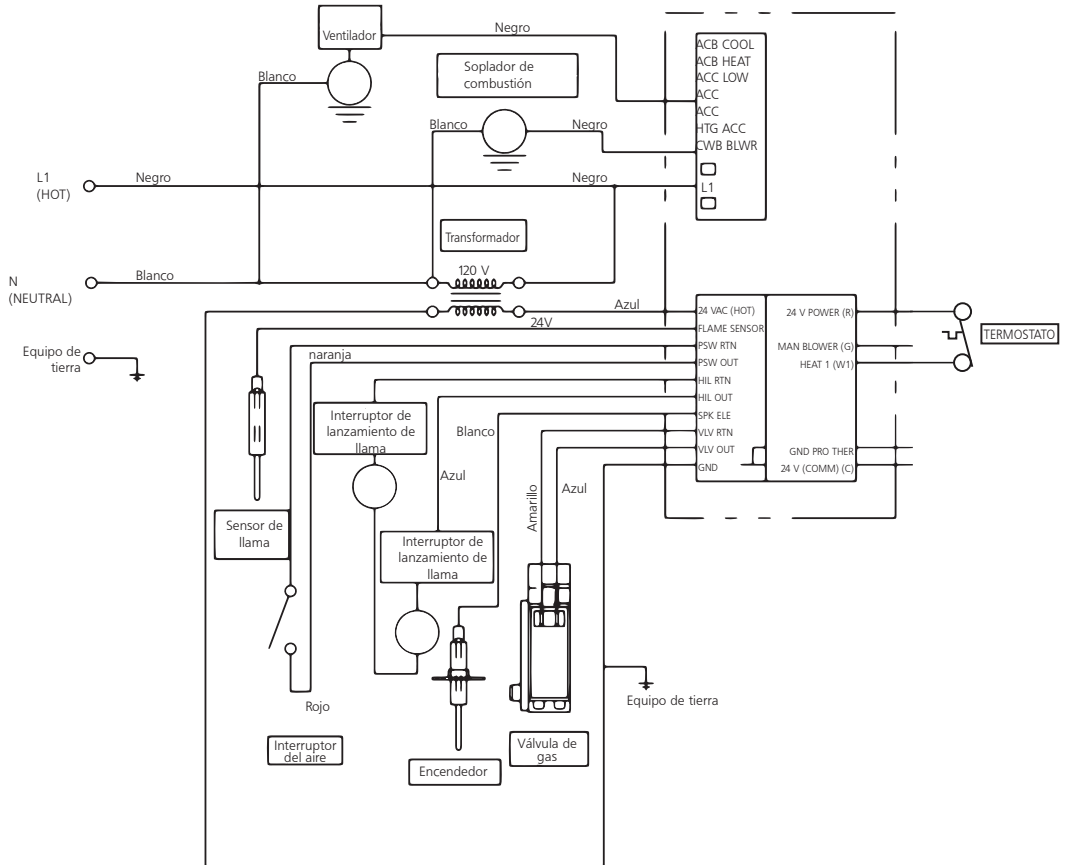 Ventilador
Negro
Blanco
Soplador de
combustión
Blanco
Negro
ACB COOL
ACB HEAT
ACC LOW
ACC
ACC
HTG ACC
CWB BLWR
L1
L1
(HOT)
Negro
Negro
Transformador
N
(NEUTRAL)
Blanco
120 V
24V
Azul
Equipo de
tierra
naranja
24 VAC (HOT)
FLAME SENSOR
PSW RTN
PSW OUT
HIL RTN
HIL OUT
SPK ELE
VLV RTN
VLV OUT
GND
24 V POWER (R)
MAN BLOWER (G)
HEAT 1 (W1)
GND PRO THER
24 V (COMM) (C)
TERMOSTATO
Interruptor de
lanzamiento de
llama
Blanco
Azul
Amarillo
Azul
Sensor de
llama
Interruptor de
lanzamiento de
llama
Rojo
Equipo de tierra
Interruptor
del aire
Encendedor
Válvula de
gas